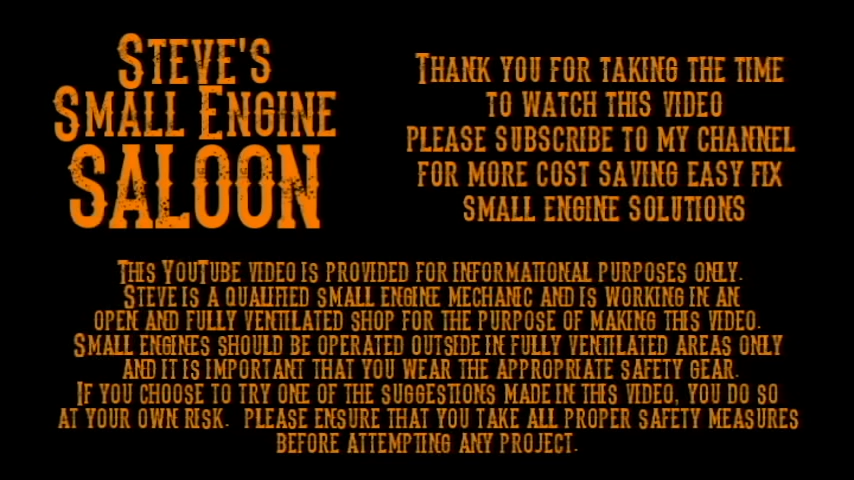 Steve's
Small Engine
SALOON
Thank you for taking the time
to watch this video
please subscribe to my channel
for more cost saving easy fix
small engine solutions
This YouTube video is provided for informational purposes only.
Steve is a qualified small engine mechanic and is working in an
open and fully ventilated shop for the purpose of making this video.
Small engines should be operated outside in fully ventilated areas only
and it is important that you wear the appropriate safety gear.
If you choose to try one of the suggestions made in this video, you do so
at your own risk. Please ensure that you take all proper safety measures
before attempting any project.